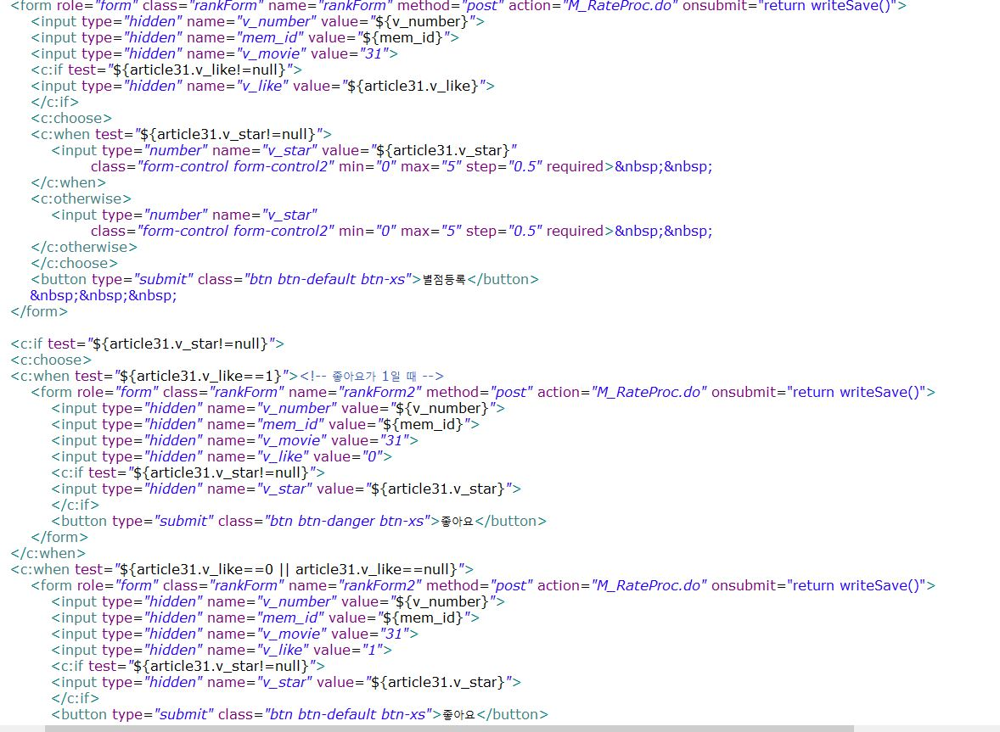 <form role="form" class="rankForm" name="rankForm" method="post" action="M_RateProc.do" onsubmit="return writeSave()">
<input type="hidden" name="v_number" value="${v_number}">
<input type="hidden" name="mem_id" value="${mem_id}">
<input type="hidden" name="v_movie" value="31">
<c:if test="${article31.v_like!=null}">
<input type="hidden" name="v_like" value="${article31.v_like}">
</c:if>
<c:choose>
<c:when test="${article31.v_star!=null}">
<input type="number" name="v_star" value="${article31.v_star}"
class="form-control form-control2" min="0" max="5" step="0.5" required>&nbsp;&nbsp;
</c:when>
<c:otherwise>
<input type="number" name="v_star"
class="form-control form-control2" min="0" max="5" step="0.5" required>&nbsp;&nbsp;
</c:otherwise>
</c:choose>
<button type="submit" class="btn btn-default btn-xs">별점등록</button>
&nbsp;&nbsp;&nbsp;
</form>
<c:if test="${article31.v_star!=null}">
<c:choose>
<c:when test="${article31.v_like==1}"><!-- 좋아요가 1일 때 -->
<form role="form" class="rankForm" name="rankForm2" method="post" action="M_RateProc.do" onsubmit="return writeSave()">
<input type="hidden" name="v_number" value="${v_number}">
<input type="hidden" name="mem_id" value="${mem_id}">
<input type="hidden" name="v_movie" value="31">
<input type="hidden" name="v_like" value="0">
<c:if test="${article31.v_star!=null}">
<input type="hidden" name="v_star" value="${article31.v_star}">
</c:if>
<button type="submit" class="btn btn-danger btn-xs">좋아요</button>
</form>
</c:when>
<c:when test="${article31.v_like==0 || article31.v_like==null}">
<form role="form" class="rankForm" name="rankForm2" method="post" action="M_RateProc.do" onsubmit="return writeSave()">
<input type="hidden" name="v_number" value="${v_number}">
<input type="hidden" name="mem_id" value="${mem_id}">
<input type="hidden" name="v_movie" value="31">
<input type="hidden" name="v_like" value="1">
<c:if test="${article31.v_star!=null}">
<input type="hidden" name="v_star" value="${article31.v_star}">
</c:if>
<button type="submit" class="btn btn-default btn-xs">좋아요</button>